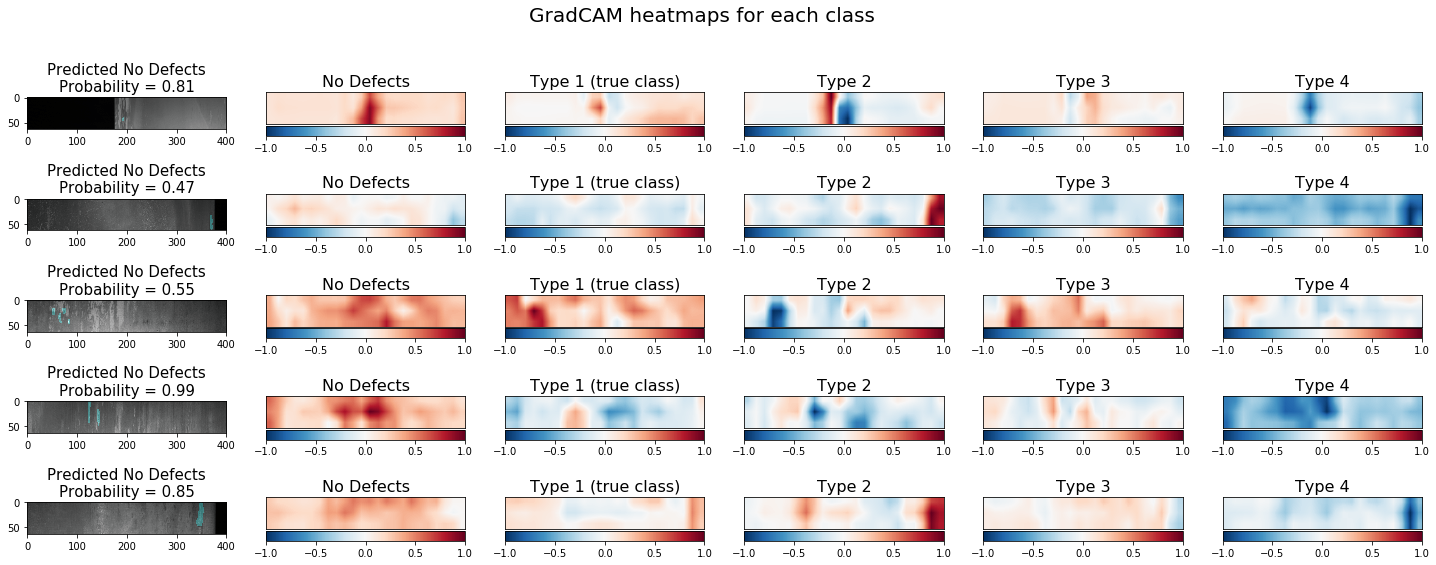 GradCAM heatmaps for each class
Predicted No Defects
Probability = 0.81
No Defects
Type 1 (true class)
Type 2
Type 3
Type 4
0
50
0 100 200 300 400
−1.0 −0.5 0.0 0.5 1.0
−1.0 −0.5 0.0 0.5 1.0
−1.0 −0.5 0.0 0.5 1.0
−1.0 −0.5 0.0 0.5 1.0
−1.0 −0.5 0.0 0.5 1.0
Predicted No Defects
Probability = 0.47
No Defects
Type 1 (true class)
Type 2
Type 3
Type 4
0
50
0 100 200 300 400
−1.0 −0.5 0.0 0.5 1.0
−1.0 −0.5 0.0 0.5 1.0
−1.0 −0.5 0.0 0.5 1.0
−1.0 −0.5 0.0 0.5 1.0
−1.0 −0.5 0.0 0.5 1.0
Predicted No Defects
Probability = 0.55
No Defects
Type 1 (true class)
Type 2
Type 3
Type 4
0
50
0 100 200 300 400
−1.0 −0.5 0.0 0.5 1.0
−1.0 −0.5 0.0 0.5 1.0
−1.0 −0.5 0.0 0.5 1.0
−1.0 −0.5 0.0 0.5 1.0
−1.0 −0.5 0.0 0.5 1.0
Predicted No Defects
Probability = 0.99
No Defects
Type 1 (true class)
Type 2
Type 3
Type 4
0
50
0 100 200 300 400
−1.0 −0.5 0.0 0.5 1.0
−1.0 −0.5 0.0 0.5 1.0
−1.0 −0.5 0.0 0.5 1.0
−1.0 −0.5 0.0 0.5 1.0
−1.0 −0.5 0.0 0.5 1.0
Predicted No Defects
Probability = 0.85
No Defects
Type 1 (true class)
Type 2
Type 3
Type 4
0
50
0 100 200 300 400
−1.0 −0.5 0.0 0.5 1.0
−1.0 −0.5 0.0 0.5 1.0
−1.0 −0.5 0.0 0.5 1.0
−1.0 −0.5 0.0 0.5 1.0
−1.0 −0.5 0.0 0.5 1.0